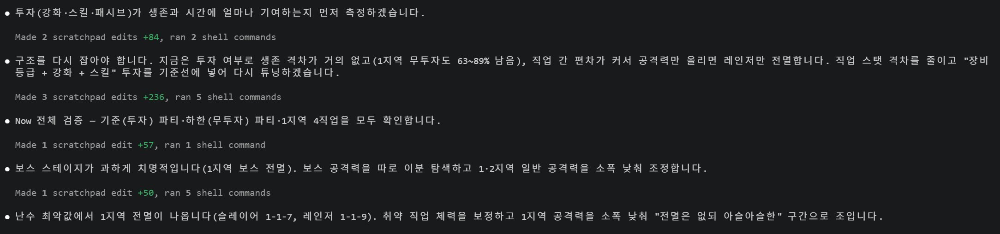 ● 투자(강화·스킬·패시브)가 생존과 시간에 얼마나 기여하는지 먼저 측정하겠습니다.
Made 2 scratchpad edits +84, ran 2 shell commands
● 구조를 다시 잡아야 합니다. 지금은 투자 여부로 생존 격차가 거의 없고(1지역 무투자도 63~89% 남음), 직업 간 편차가 커서 공격력만 올리면 레인저만 전멸합니다. 직업 스탯 격차를 줄이고 "장비
등급 + 강화 + 스킬" 투자를 기준선에 넣어 다시 튜닝하겠습니다.
Made 3 scratchpad edits +236, ran 5 shell commands
● Now 전체 검증 — 기준(투자) 파티·하한(무투자) 파티·1지역 4직업을 모두 확인합니다.
Made 1 scratchpad edit +57, ran 1 shell command
● 보스 스테이지가 과하게 치명적입니다(1지역 보스 전멸). 보스 공격력을 따로 이분 탐색하고 1·2지역 일반 공격력을 소폭 낮춰 조정합니다.
Made 1 scratchpad edit +50, ran 5 shell commands
● 난수 최악값에서 1지역 전멸이 나옵니다(슬레이어 1-1-7, 레인저 1-1-9). 취약 직업 체력을 보정하고 1지역 공격력을 소폭 낮춰 "전멸은 없되 아슬아슬한" 구간으로 조입니다.